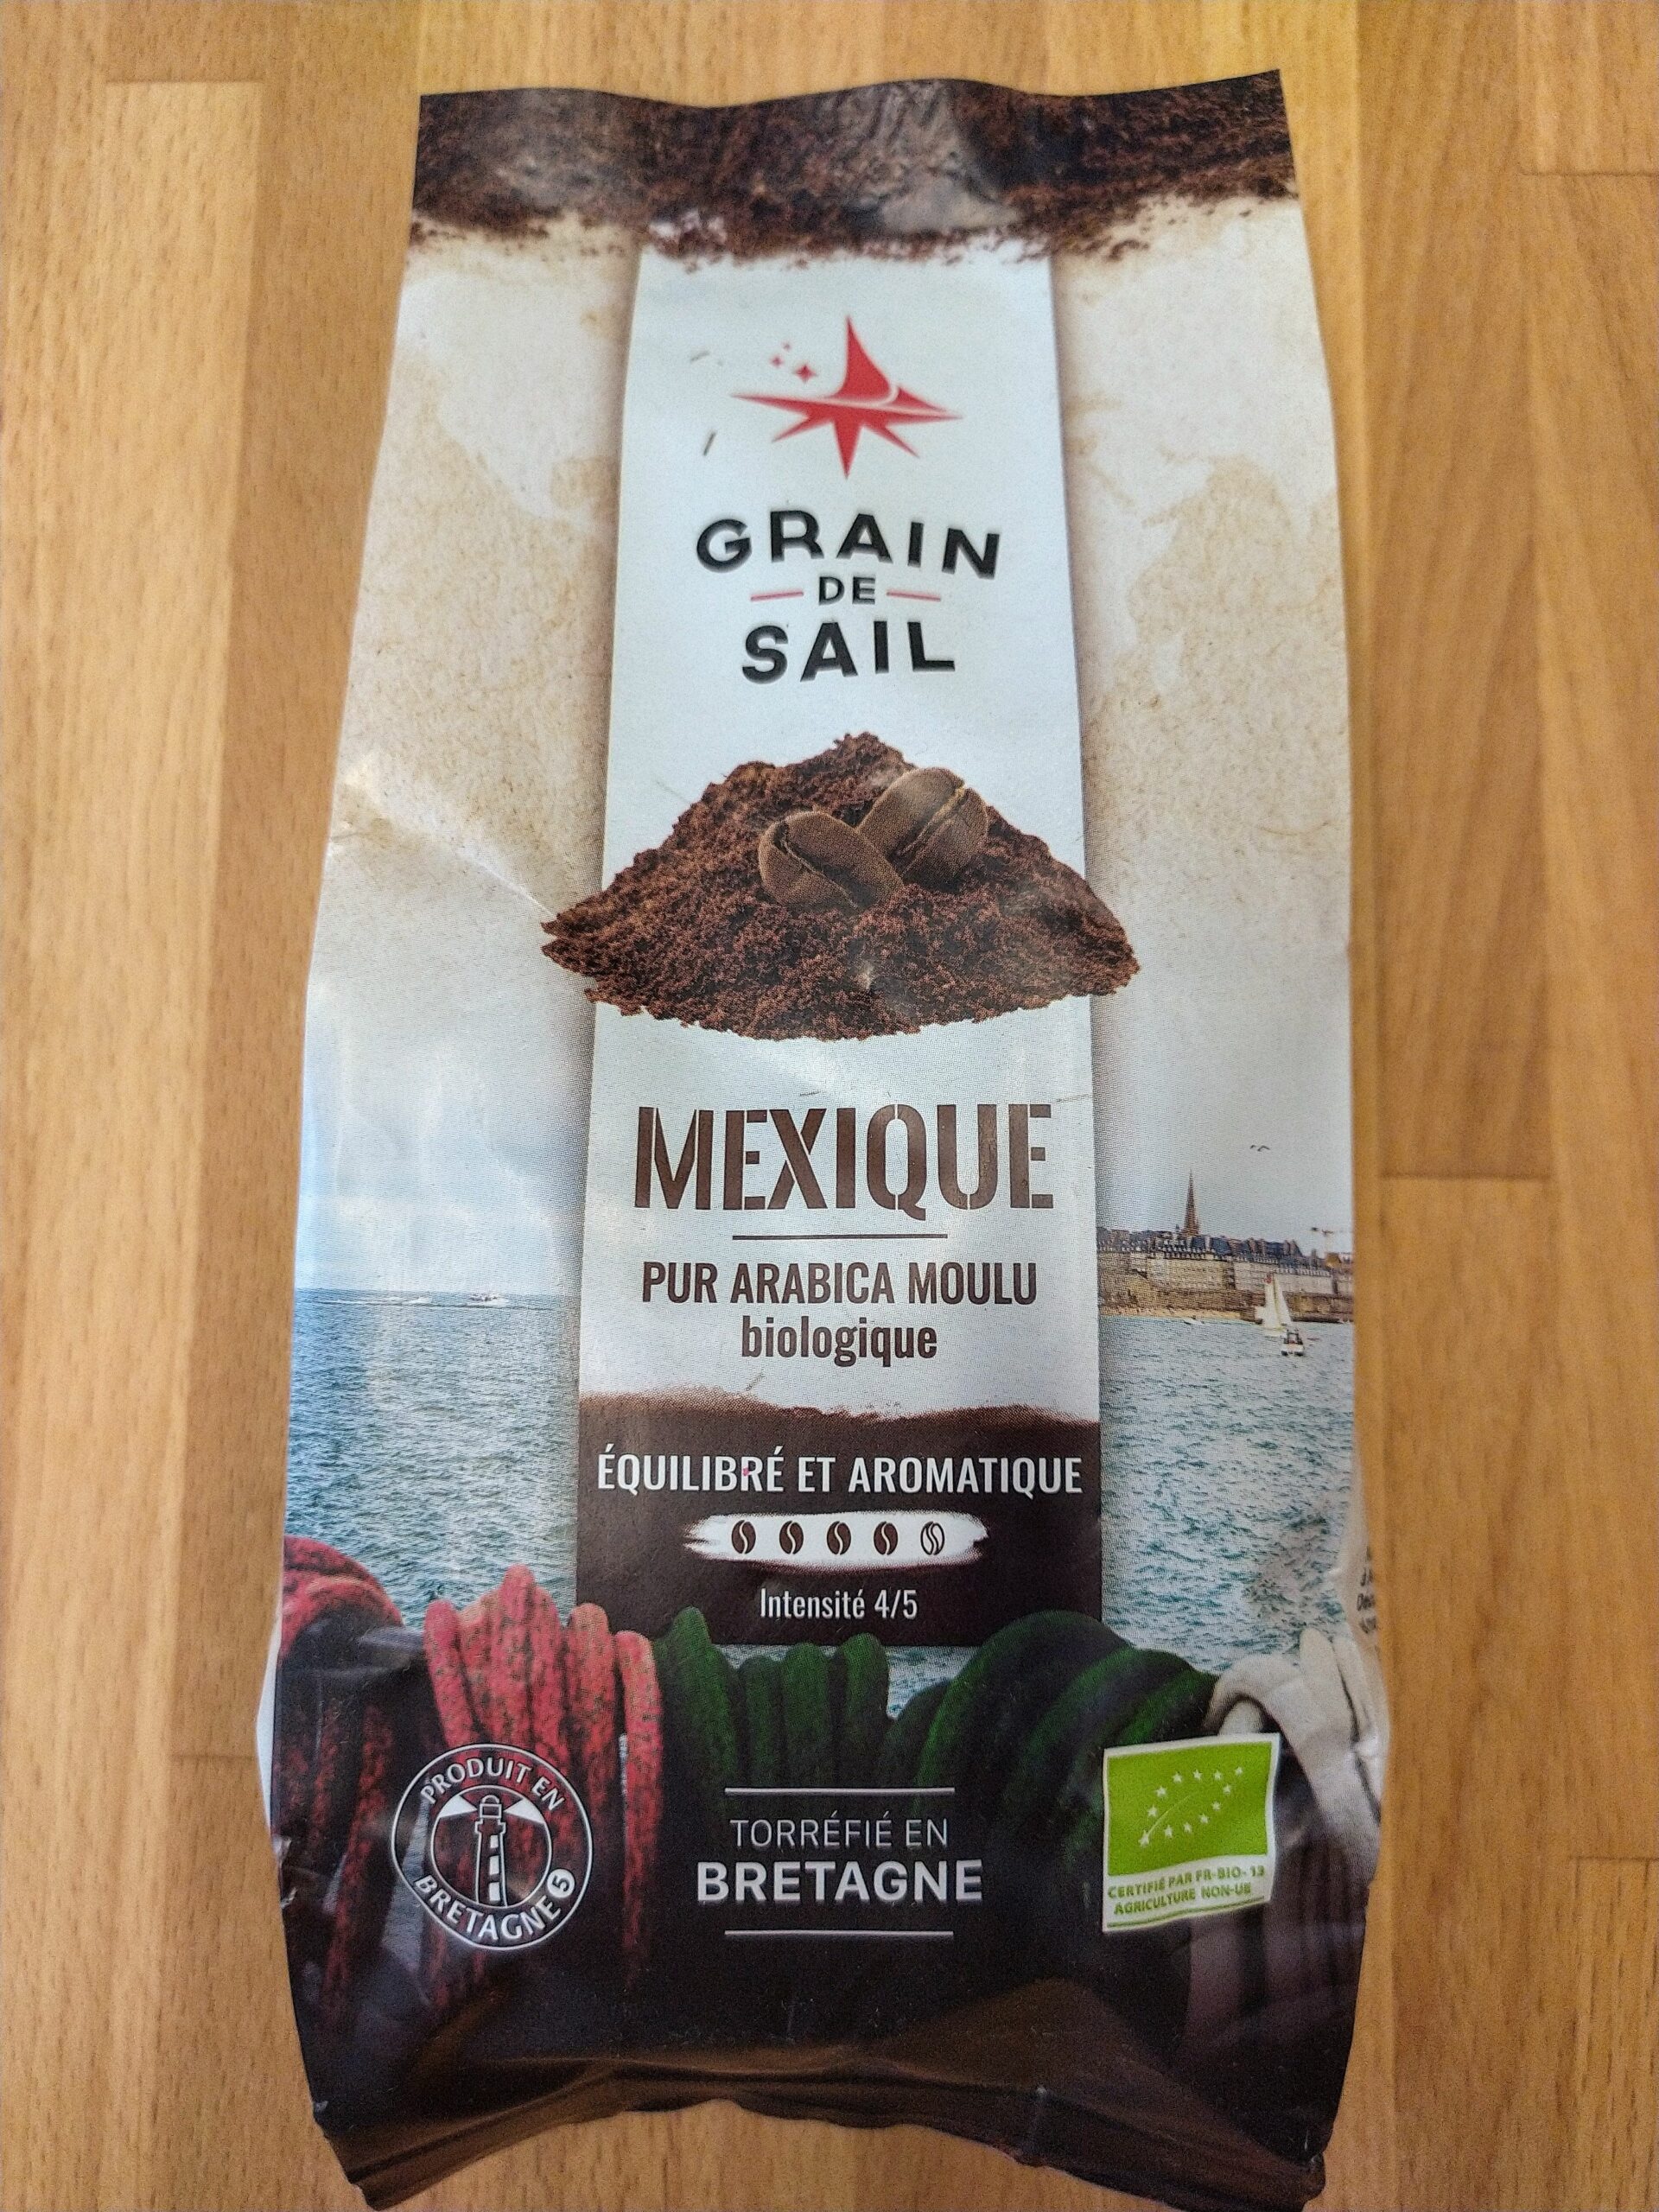 GRAIN
DE
SAIL
MEXIQUE
PUR ARABICA MOULU
biologique
ÉQUILIBRÉ ET AROMATIQUE
Intensité 4/5
PRODUIT EN
BRETAGNE 5
TORRÉFIÉ EN
BRETAGNE
CERTIFIÉ PAR FR-BIO-13
AGRICULTURE NON-UE